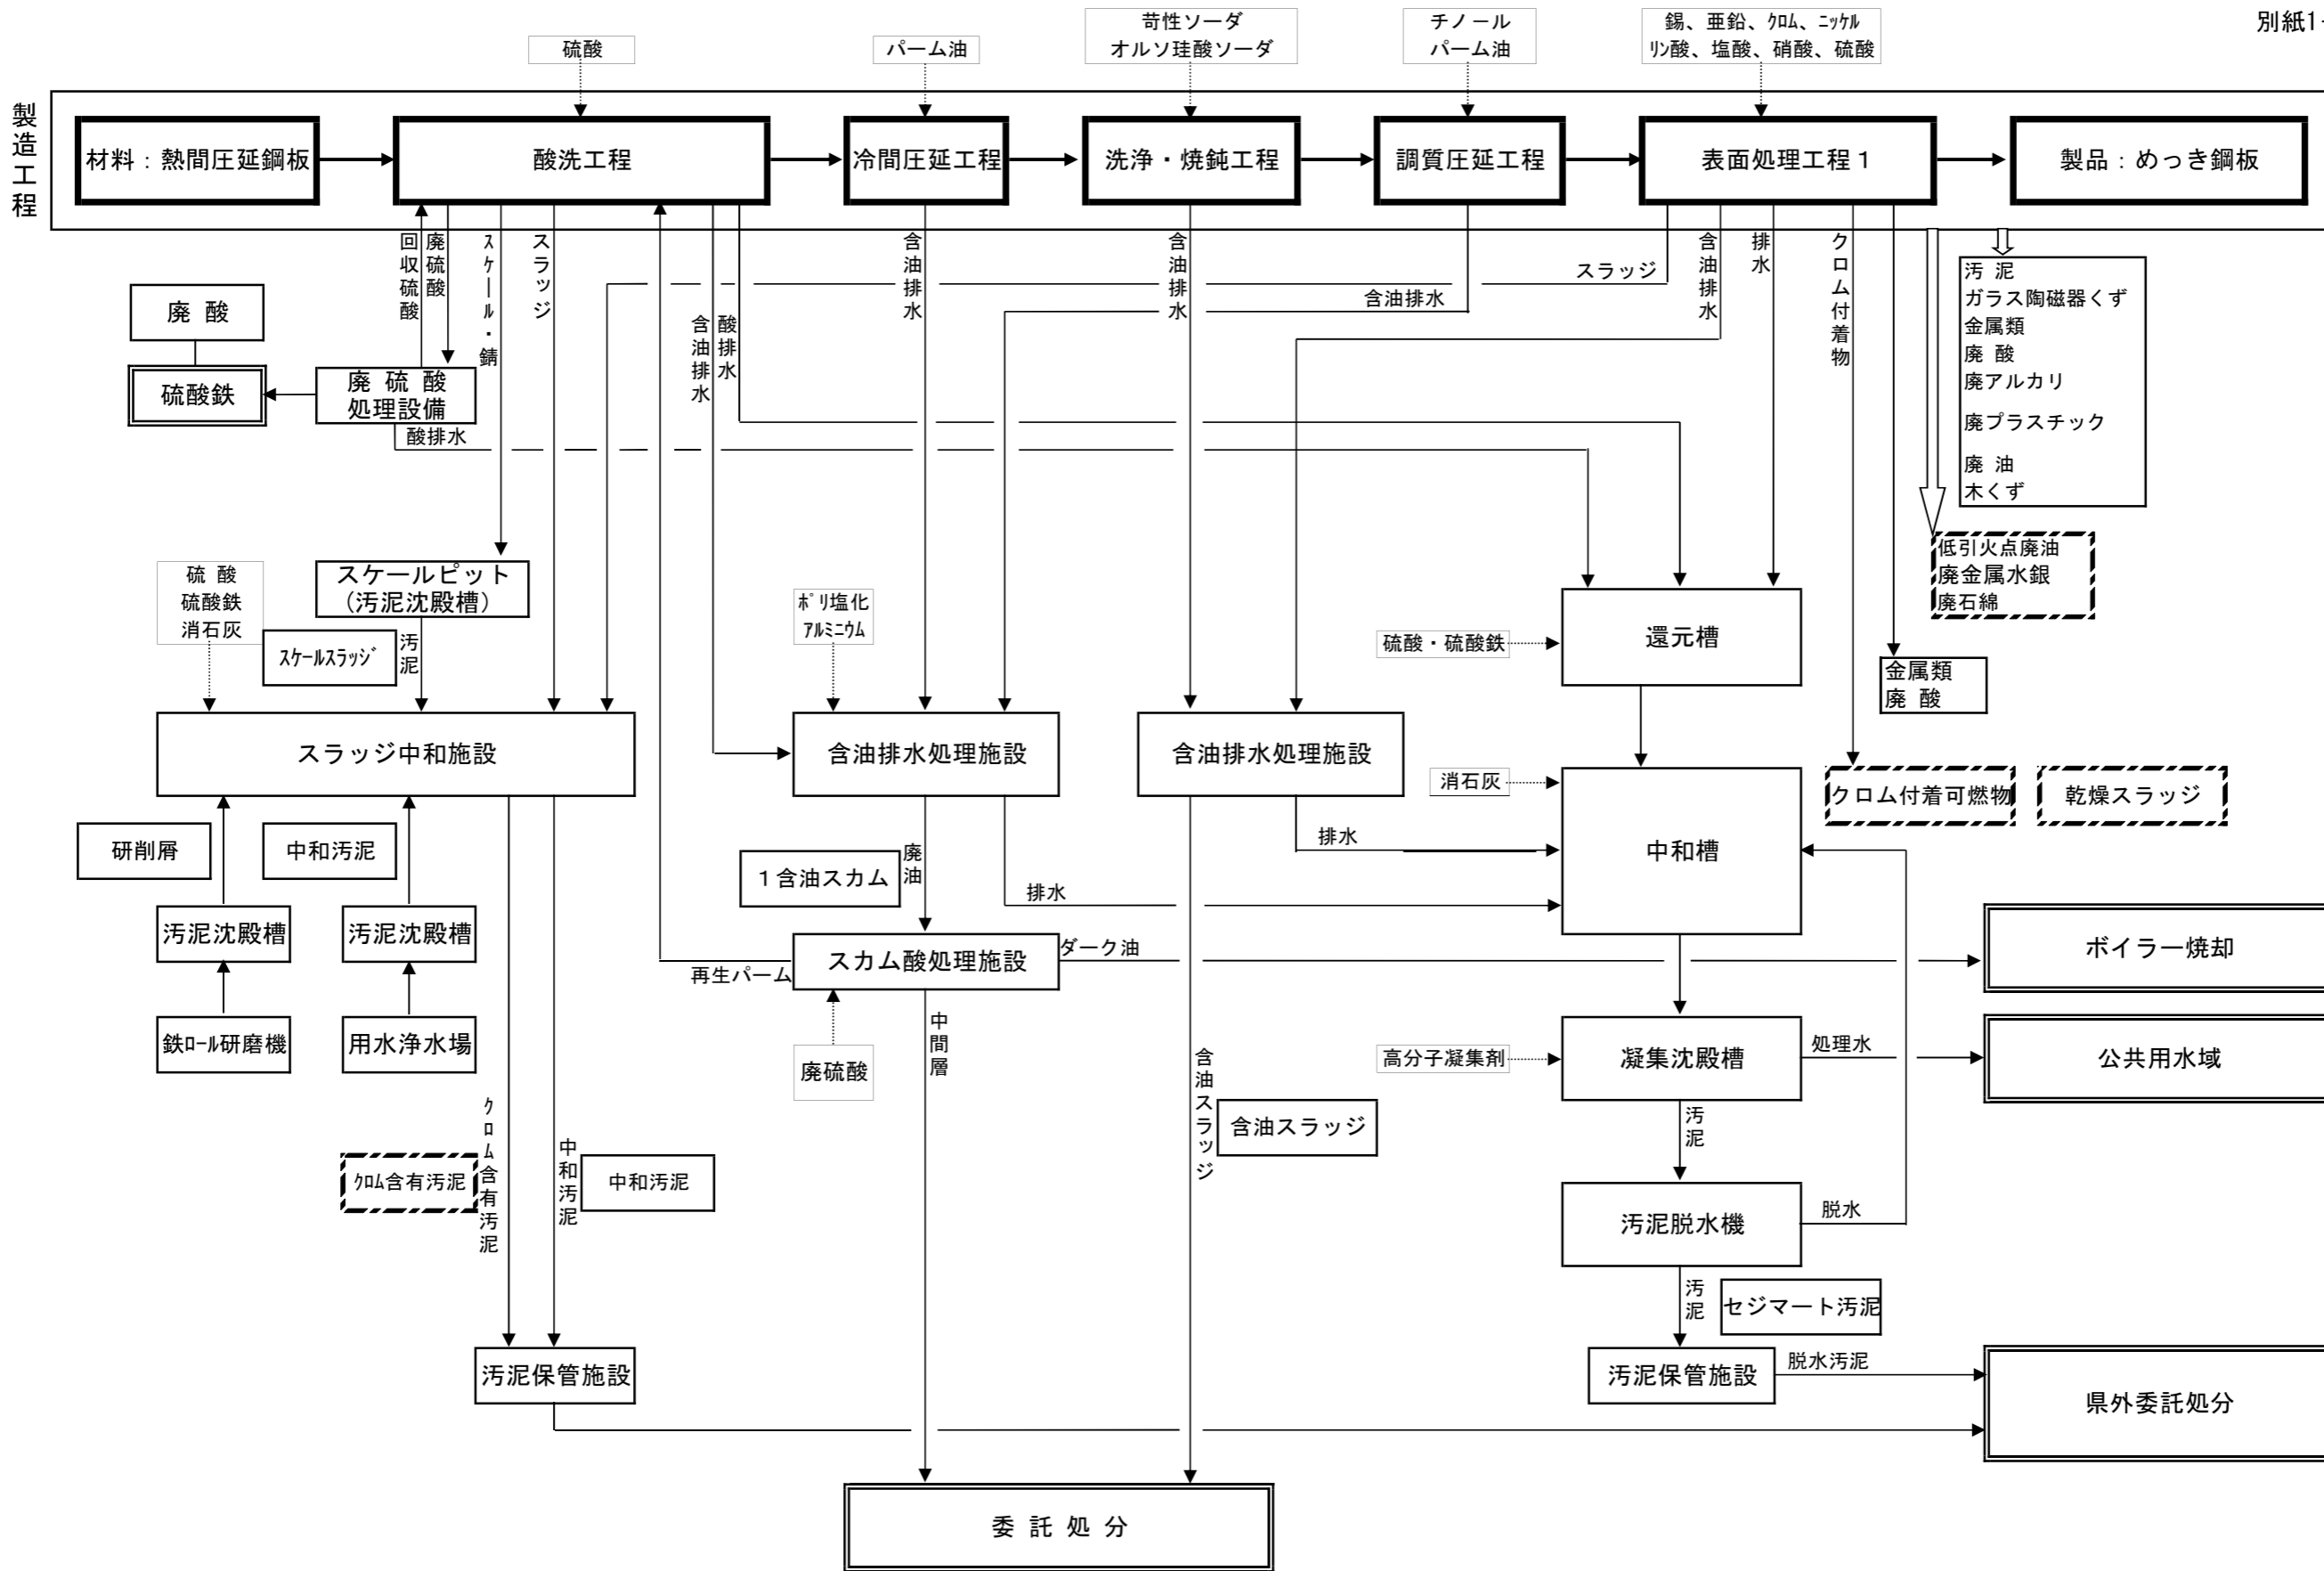 別紙1-
苛性ソーダ
オルソ珪酸ソーダ
チノール
パーム油
錫、亜鉛、ｸﾛﾑ、ﾆｯｹﾙ
ﾘﾝ酸、塩酸、硝酸、硫酸
硫酸
パーム油
製造工程
材料：熱間圧延鋼板
酸洗工程
冷間圧延工程
洗浄・焼鈍工程
調質圧延工程
表面処理工程１
製品：めっき鋼板
回収硫酸
廃硫酸
ｽｹｰﾙ・錆
スラッジ
含油排水
酸排水
含油排水
含油排水
含油排水
スラッジ
含油排水
排水
クロム付着物
汚 泥
ガラス陶磁器くず
金属類
廃 酸
廃アルカリ
廃プラスチック
廃 油
木くず
廃 酸
硫酸鉄
廃 硫 酸
処理設備
酸排水
低引火点廃油
廃金属水銀
廃石綿
硫 酸
硫酸鉄
消石灰
スケールピット
（汚泥沈殿槽）
ｽｹｰﾙｽﾗｯｼﾞ
汚泥
ﾎﾟﾘ塩化
ｱﾙﾐﾆｳﾑ
硫酸・硫酸鉄
還元槽
金属類
廃 酸
スラッジ中和施設
含油排水処理施設
含油排水処理施設
消石灰
中和槽
クロム付着可燃物
乾燥スラッジ
研削屑
中和汚泥
１含油スカム
廃油
排水
排水
汚泥沈殿槽
汚泥沈殿槽
スカム酸処理施設
ダーク油
再生パーム
ボイラー焼却
鉄ﾛｰﾙ研磨機
用水浄水場
廃硫酸
中間層
含油スラッジ
含油スラッジ
高分子凝集剤
凝集沈殿槽
処理水
公共用水域
汚泥
ｸﾛﾑ含有汚泥
ｸﾛﾑ含有汚泥
中和汚泥
中和汚泥
汚泥脱水機
脱水
汚泥
セジマート汚泥
汚泥保管施設
汚泥保管施設
脱水汚泥
県外委託処分
委 託 処 分